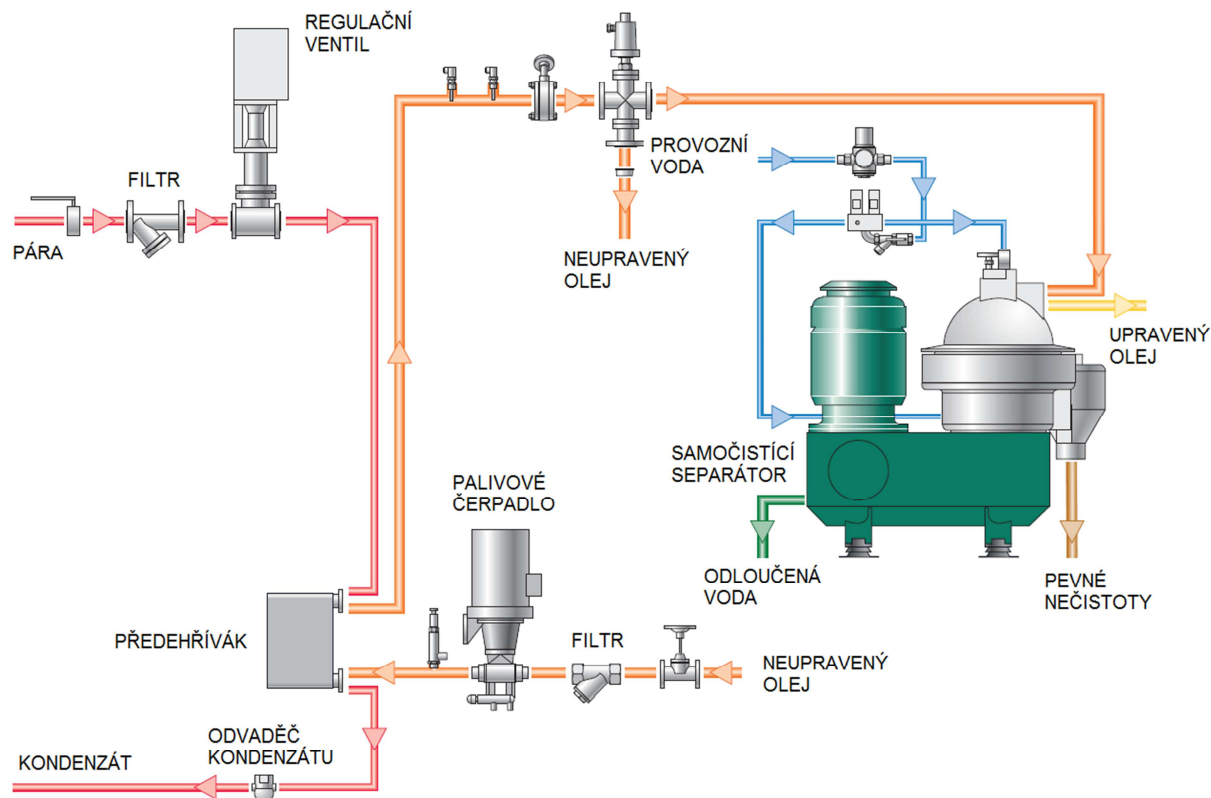 REGULAČNÍ
VENTIL
FILTR
PÁRA
PROVOZNÍ
VODA
NEUPRAVENÝ
OLEJ
UPRAVENÝ
OLEJ
SAMOČISTÍCÍ
SEPARÁTOR
PALIVOVÉ
ČERPADLO
ODLOUČENÁ
VODA
PEVNÉ
NEČISTOTY
PŘEDEHŘÍVÁK
FILTR
NEUPRAVENÝ
OLEJ
ODVADĚČ
KONDENZÁTU
KONDENZÁT